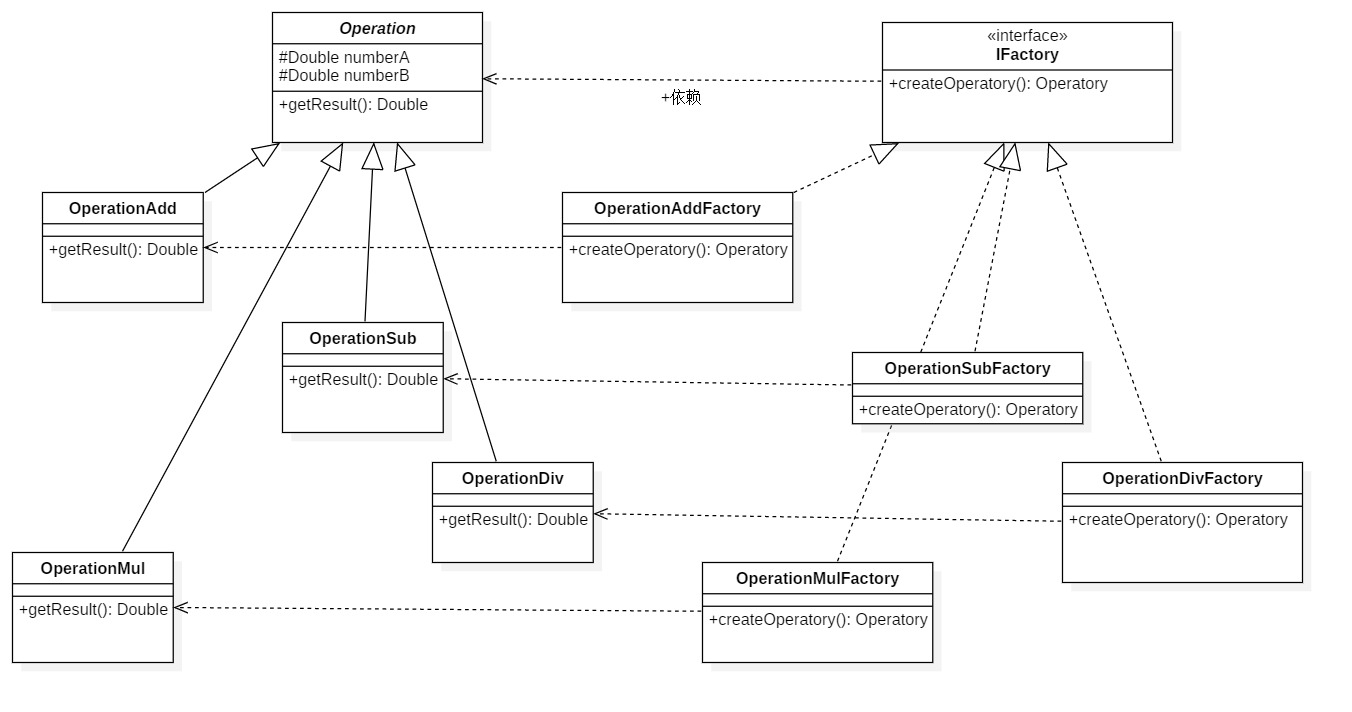 Operation
#Double numberA
#Double numberB
+getResult(): Double
«interface»
IFactory
+createOperatory(): Operatory
+依赖
OperationAdd
+getResult(): Double
OperationAddFactory
+createOperatory(): Operatory
OperationSub
+getResult(): Double
OperationSubFactory
+createOperatory(): Operatory
OperationDiv
+getResult(): Double
OperationDivFactory
+createOperatory(): Operatory
OperationMul
+getResult(): Double
OperationMulFactory
+createOperatory(): Operatory